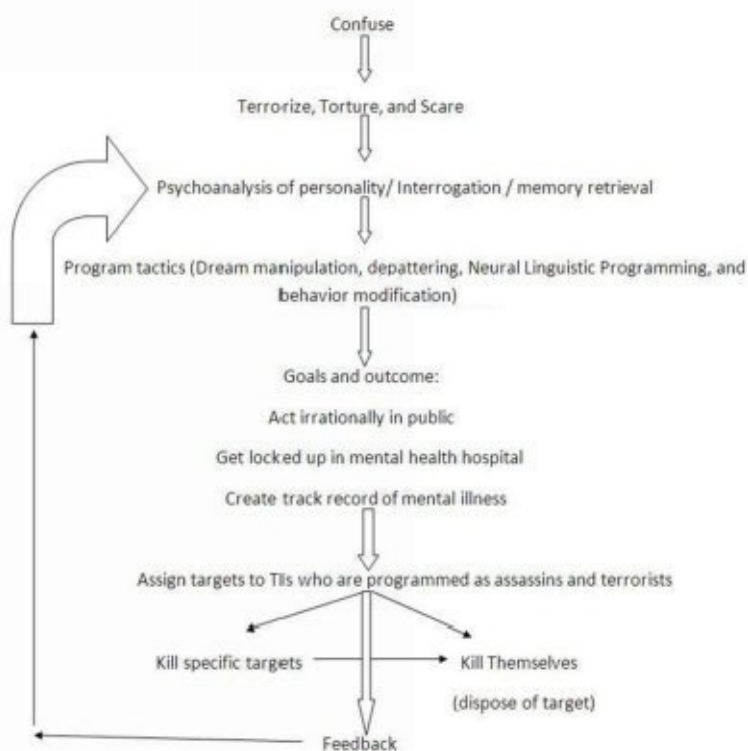 Confuse
Terrorize, Torture, and Scare
Psychoanalysis of personality/ Interrogation / memory retrieval
Program tactics (Dream manipulation, depattering, Neural Linguistic Programming, and
behavior modification)
Goals and outcome:
Act irrationally in public
Get locked up in mental health hospital
Create track record of mental illness
Assign targets to TIIs who are programmed as assassins and terrorists
Kill specific targets
Kill Themselves
(dispose of target)
Feedback